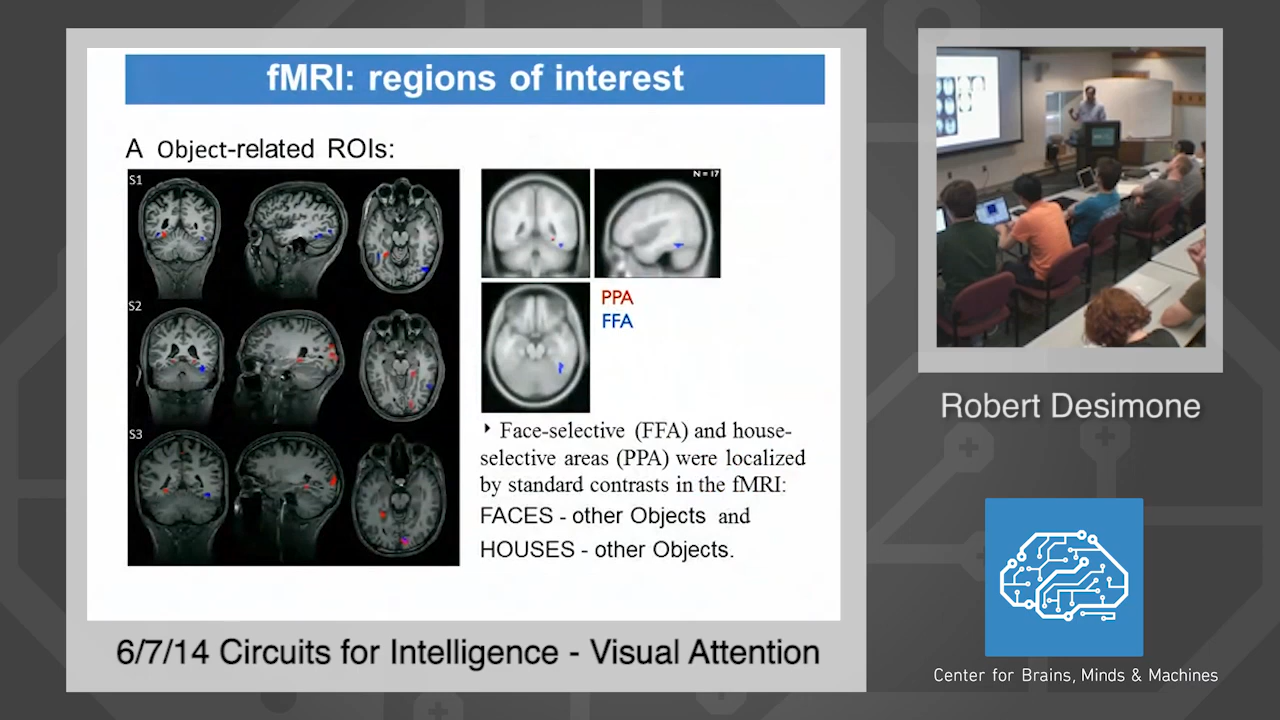 fMRI: regions of interest
A Object-related ROIs:
S1
S2
S3
N = 17
PPA
FFA
‣ Face-selective (FFA) and house-
selective areas (PPA) were localized
by standard contrasts in the fMRI:
FACES - other Objects and
HOUSES - other Objects.
6/7/14 Circuits for Intelligence - Visual Attention
Robert Desimone
Center for Brains, Minds & Machines